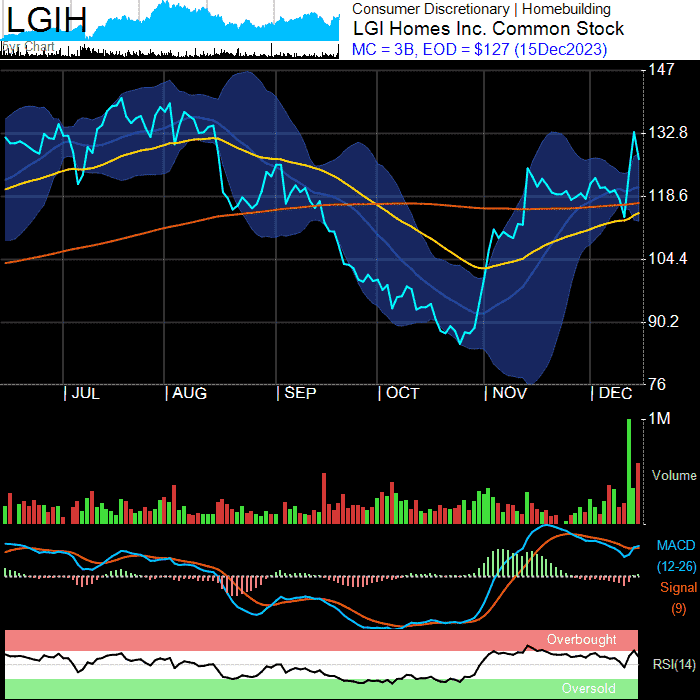 LGIH
5yr Chart
Consumer Discretionary | Homebuilding
LGI Homes Inc. Common Stock
MC = 3B, EOD = $127 (15Dec2023)
147
132.8
118.6
104.4
90.2
76
| JUL | AUG | SEP | OCT | NOV | DEC
1M
Volume
MACD
(12-26)
Signal
(9)
Overbought
RSI(14)
Oversold